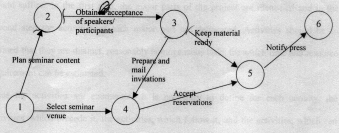 2
Obtain acceptance
of speakers/
participants
3
6
Keep material
ready
Notify press
Plan seminar content
Prepare and
mail
invitations
5
Accept
reservations
1
Select seminar
venue
4